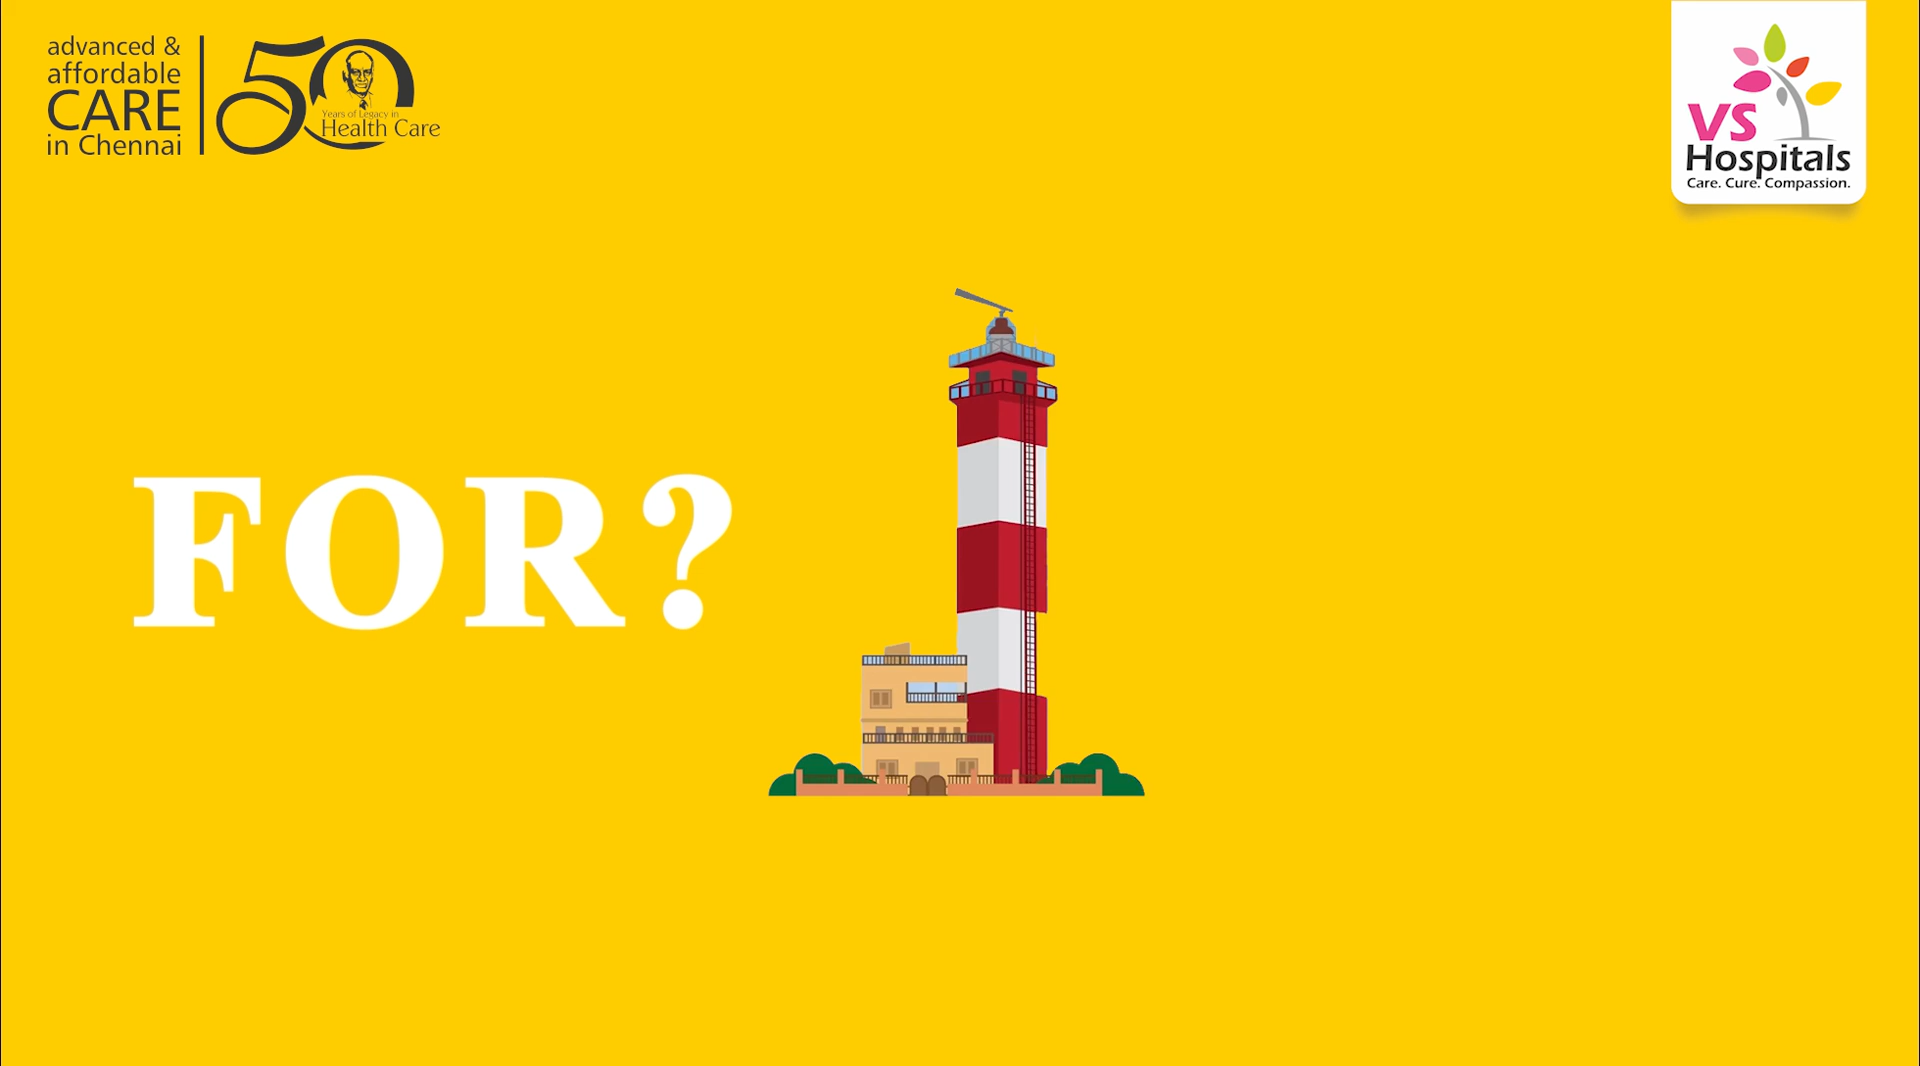 advanced &
affordable
CARE
in Chennai
50
Years of Legacy in
Health Care
VS
Hospitals
Care. Cure. Compassion.
FOR?